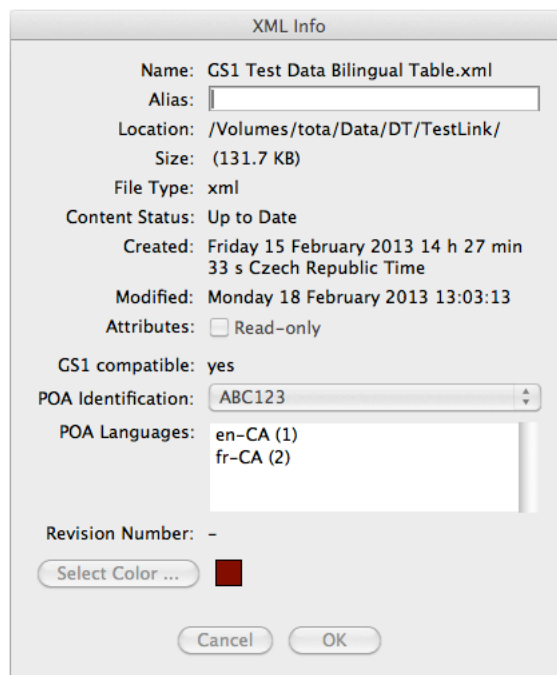 XML Info
Name: GS1 Test Data Bilingual Table.xml
Alias:
Location: /Volumes/tota/Data/DT/TestLink/
Size: (131.7 KB)
File Type: xml
Content Status: Up to Date
Created: Friday 15 February 2013 14 h 27 min
33 s Czech Republic Time
Modified: Monday 18 February 2013 13:03:13
Attributes: Read-only
GS1 compatible: yes
POA Identification: ABC123
POA Languages: en-CA (1)
fr-CA (2)
Revision Number: –
Select Color ...
Cancel OK